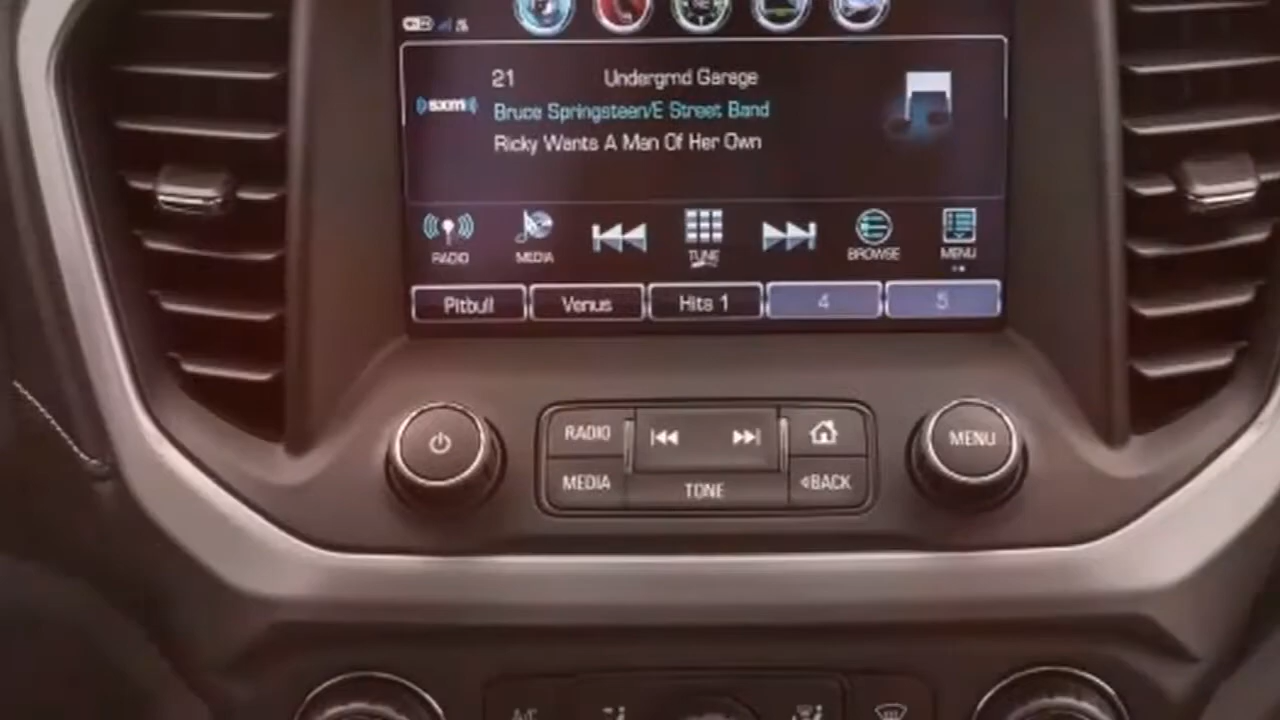 21 Undergrnd Garage
sxm
Bruce Springsteen/E Street Band
Ricky Wants A Man Of Her Own
RADIO MEDIA TUNE BROWSE MENU
Pitbull Venus Hits 1 4 5
RADIO
MENU
MEDIA TONE BACK
A/C